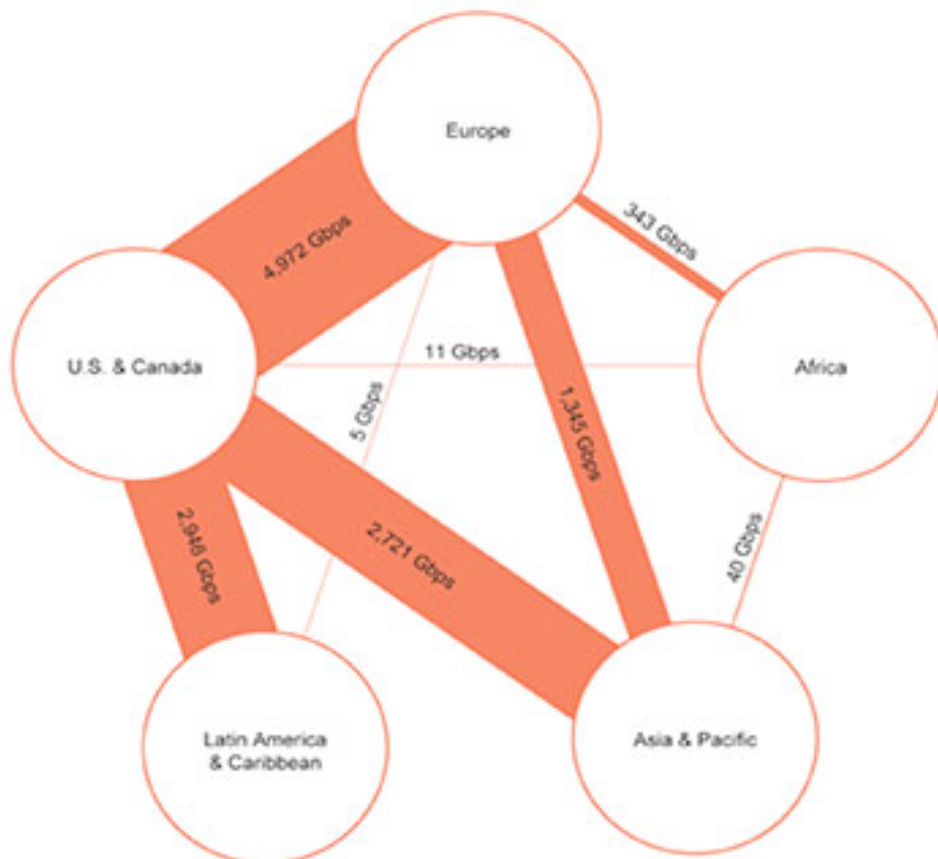 Europe
343 Gbps
4,972 Gbps
U.S. & Canada
11 Gbps
Africa
5 Gbps
1,345 Gbps
2,946 Gbps
2,721 Gbps
40 Gbps
Latin America
& Caribbean
Asia & Pacific